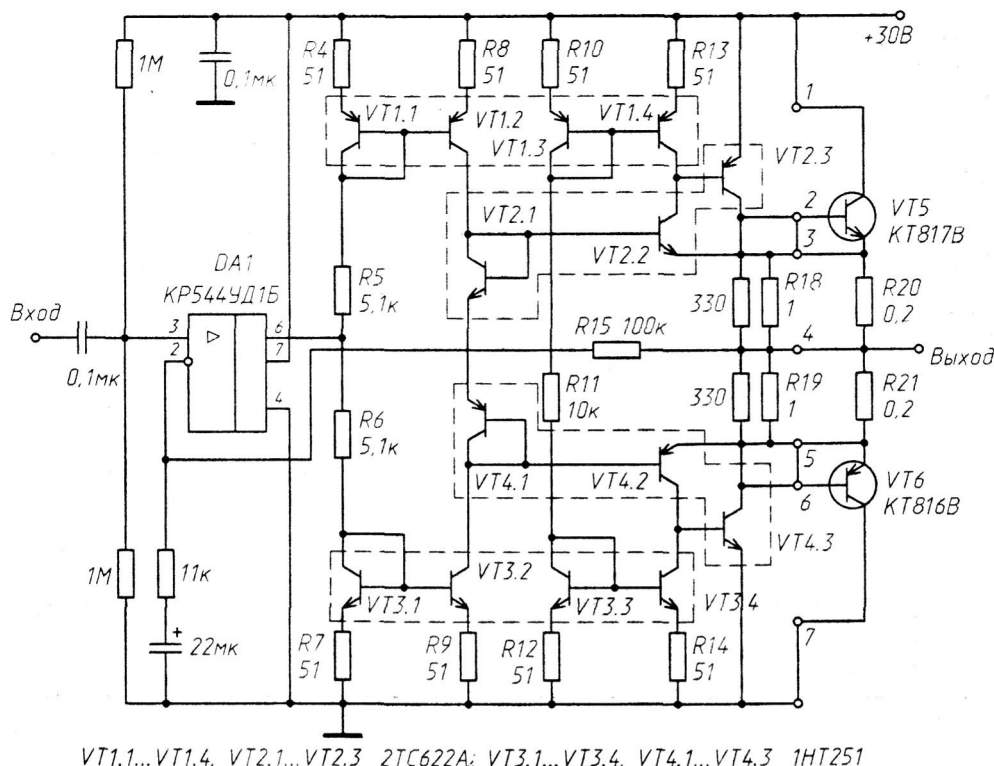 +30В
1М
0,1мк
R4
51
R8
51
R10
51
R13
51
1
VT1.1
VT1.2
VT1.3
VT1.4
VT2.3
2
VT5
КТ817В
3
VT2.1
VT2.2
DA1
КР544УД1Б
R5
5,1к
Вход
0,1мк
3
2
6
7
4
330
R18
1
R20
0,2
R15 100к
4
Выход
R6
5,1к
R11
10к
330
R19
1
R21
0,2
5
VT4.1
VT4.2
6
VT6
КТ816В
VT4.3
1М
11к
VT3.2
VT3.1
VT3.3
VT3.4
7
22мк
+
R7
51
R9
51
R12
51
R14
51
VT1.1...VT1.4, VT2.1...VT2.3 2ТС622А; VT3.1...VT3.4, VT4.1...VT4.3 1НТ251